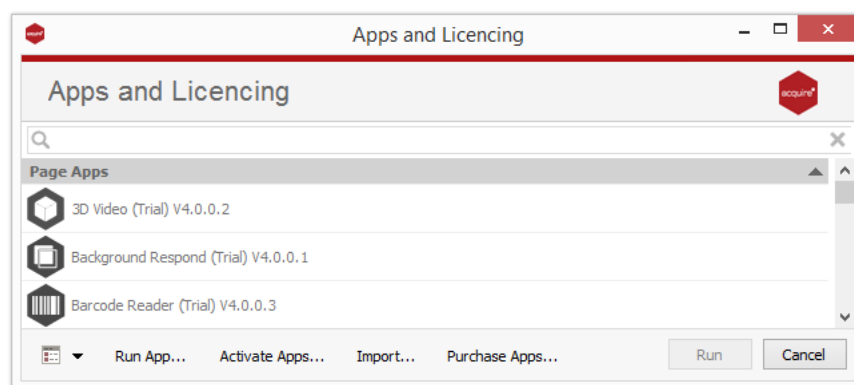 Apps and Licencing
Apps and Licencing
acquire
Page Apps
3D Video (Trial) V4.0.0.2
Background Respond (Trial) V4.0.0.1
Barcode Reader (Trial) V4.0.0.3
Run App... Activate Apps... Import... Purchase Apps... Run Cancel